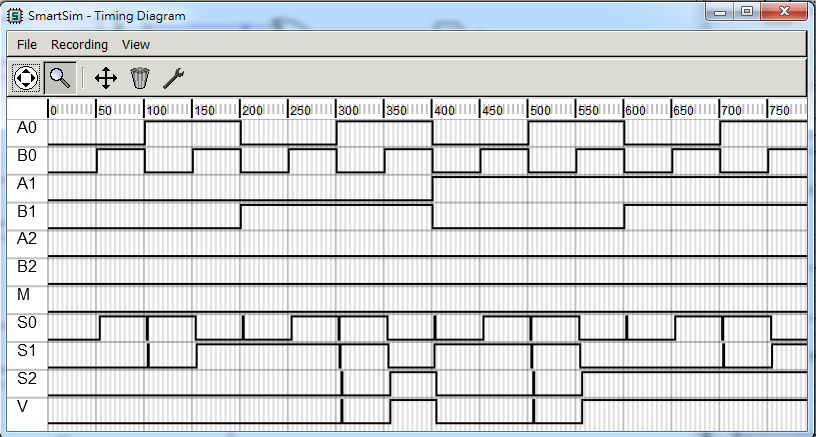 SmartSim - Timing Diagram
File Recording View
0 50 100 150 200 250 300 350 400 450 500 550 600 650 700 750
A0
B0
A1
B1
A2
B2
M
S0
S1
S2
V